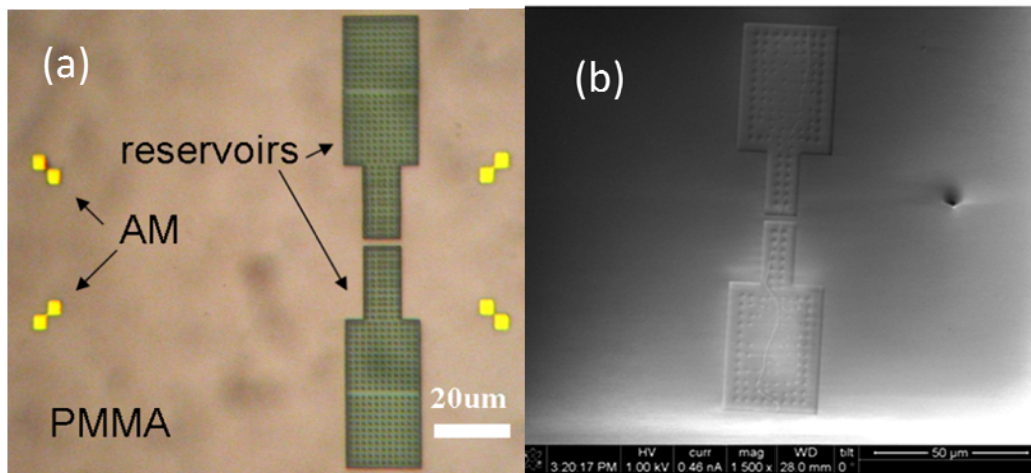 (a)
reservoirs
AM
PMMA
20um
(b)
HV curr mag WD tilt
3:20:17 PM 1.00 kV 0.46 nA 1 500 x 28.0 mm 0 ° 50 µm